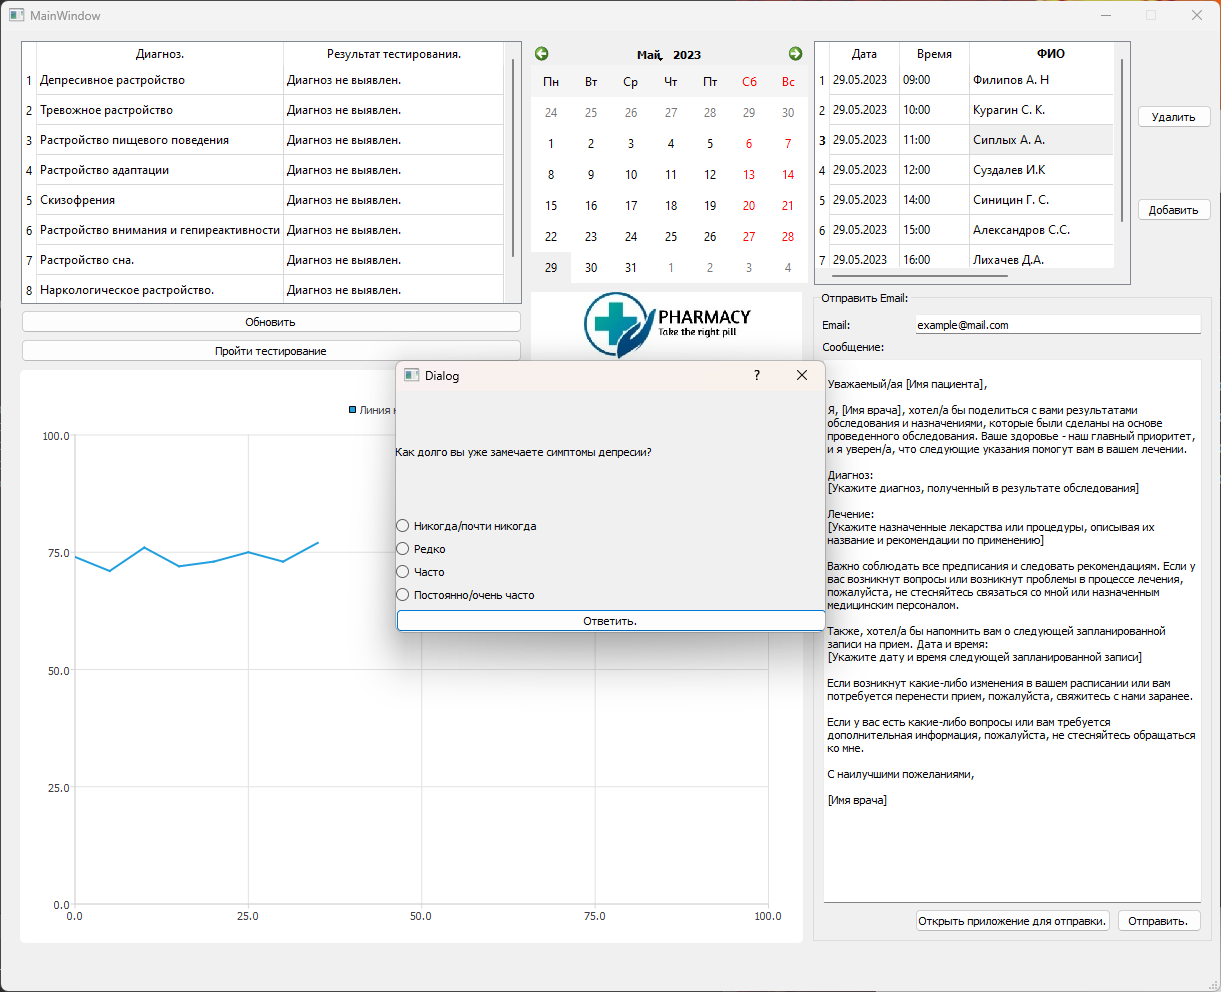 MainWindow
Диагноз. Результат тестирования.
1 Депресивное растройство Диагноз не выявлен.
2 Тревожное растройство Диагноз не выявлен.
3 Растройство пищевого поведения Диагноз не выявлен.
4 Растройство адаптации Диагноз не выявлен.
5 Скизофрения Диагноз не выявлен.
6 Растройство внимания и гепиреактивности Диагноз не выявлен.
7 Растройство сна. Диагноз не выявлен.
8 Наркологическое растройство. Диагноз не выявлен.
Обновить
Пройти тестирование
Май, 2023
Пн Вт Ср Чт Пт Сб Вс
24 25 26 27 28 29 30
1 2 3 4 5 6 7
8 9 10 11 12 13 14
15 16 17 18 19 20 21
22 23 24 25 26 27 28
29 30 31 1 2 3 4
PHARMACY
Take the right pill
Дата Время ФИО
1 29.05.2023 09:00 Филипов А. Н
2 29.05.2023 10:00 Курагин С. К.
3 29.05.2023 11:00 Сиплых А. А.
4 29.05.2023 12:00 Суздалев И.К
5 29.05.2023 14:00 Синицин Г. С.
6 29.05.2023 15:00 Александров С.С.
7 29.05.2023 16:00 Лихачев Д.А.
Удалить
Добавить
Линия
100.0
75.0
50.0
25.0
0.0
0.0 25.0 50.0 75.0 100.0
Dialog ?
Как долго вы уже замечаете симптомы депресии?
Никогда/почти никогда
Редко
Часто
Постоянно/очень часто
Ответить.
Отправить Email:
Email: example@mail.com
Сообщение:
Уважаемый/ая [Имя пациента],
Я, [Имя врача], хотел/а бы поделиться с вами результатами
обследования и назначениями, которые были сделаны на основе
проведенного обследования. Ваше здоровье - наш главный приоритет,
и я уверен/а, что следующие указания помогут вам в вашем лечении.
Диагноз:
[Укажите диагноз, полученный в результате обследования]
Лечение:
[Укажите назначенные лекарства или процедуры, описывая их
название и рекомендации по применению]
Важно соблюдать все предписания и следовать рекомендациям. Если у
вас возникнут вопросы или возникнут проблемы в процессе лечения,
пожалуйста, не стесняйтесь связаться со мной или назначенным
медицинским персоналом.
Также, хотел/а бы напомнить вам о следующей запланированной
записи на прием. Дата и время:
[Укажите дату и время следующей запланированной записи]
Если возникнут какие-либо изменения в вашем расписании или вам
потребуется перенести прием, пожалуйста, свяжитесь с нами заранее.
Если у вас есть какие-либо вопросы или вам требуется
дополнительная информация, пожалуйста, не стесняйтесь обращаться
ко мне.
С наилучшими пожеланиями,
[Имя врача]
Открыть приложение для отправки. Отправить.